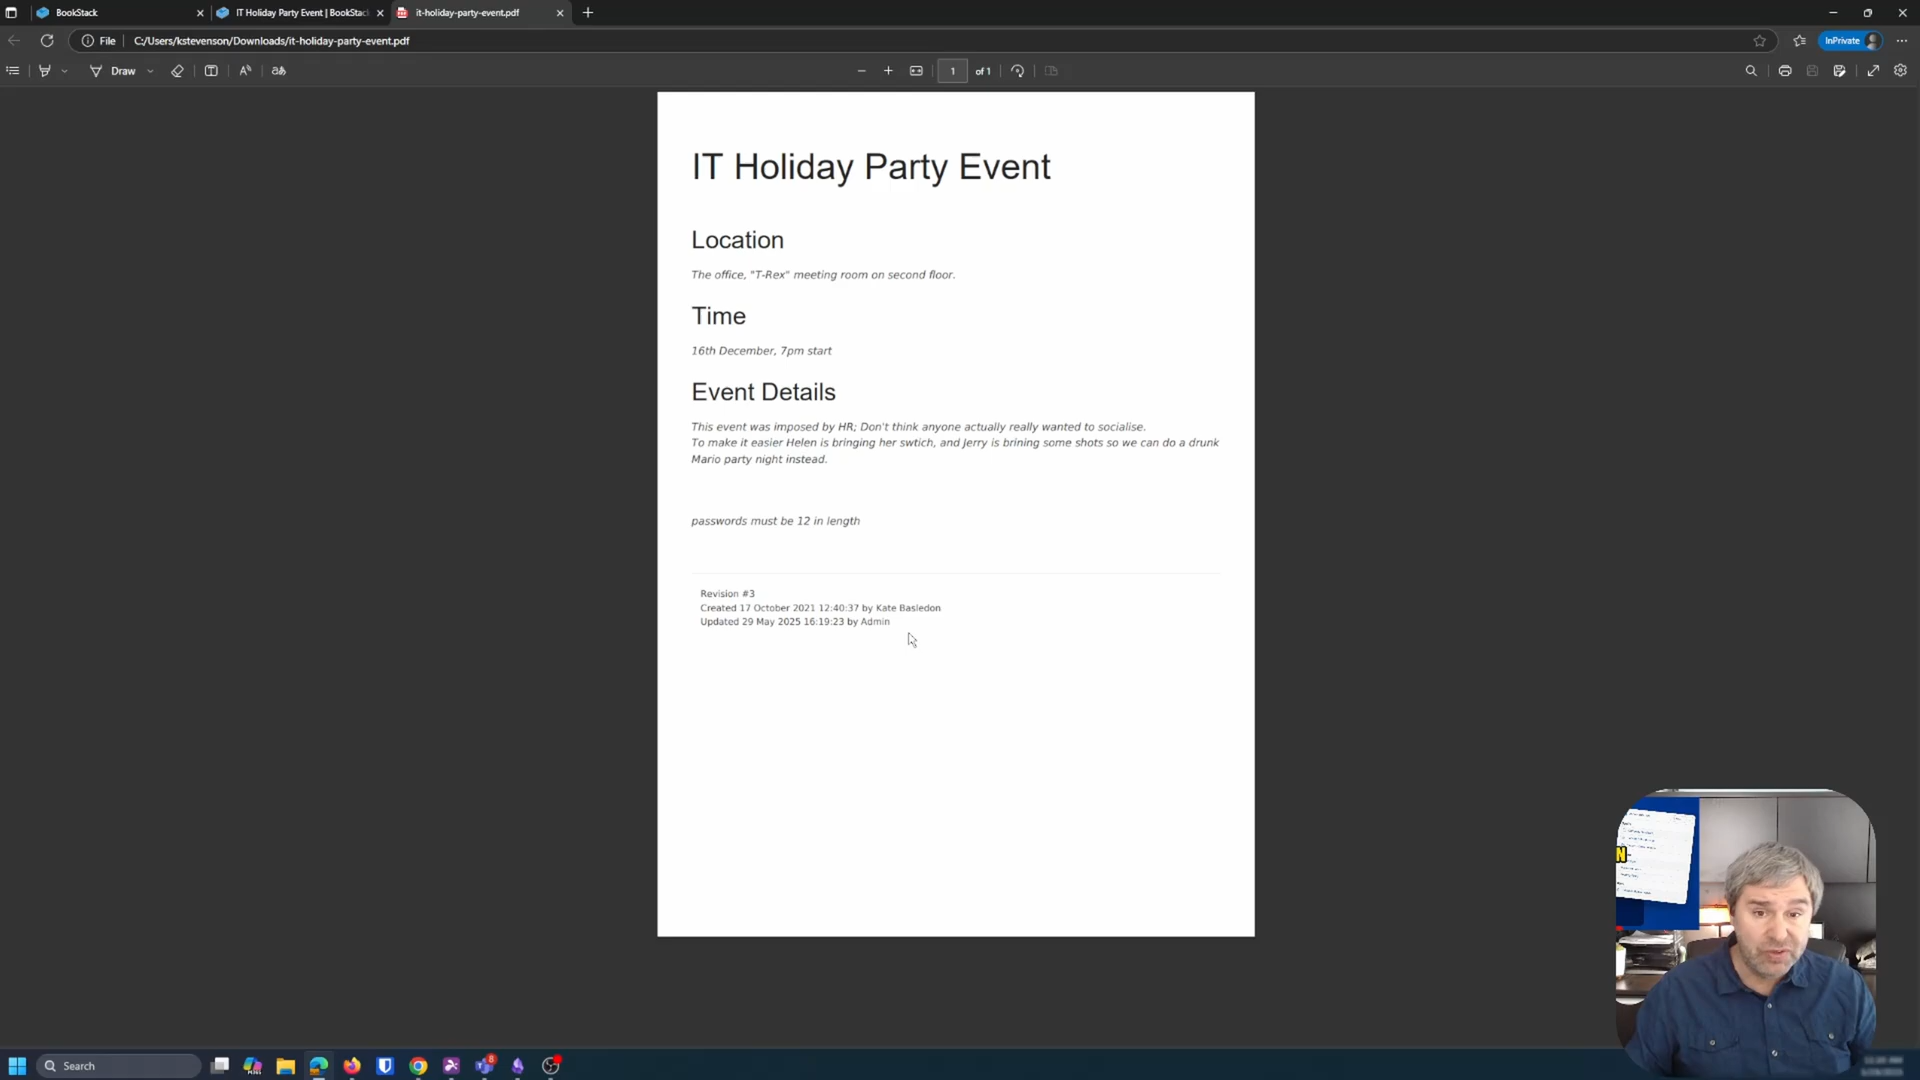 BookStack
IT Holiday Party Event | BookStac
it-holiday-party-event.pdf
File
C:/Users/kstevenson/Downloads/it-holiday-party-event.pdf
InPrivate
Draw
1
of 1
IT Holiday Party Event
Location
The office, "T-Rex" meeting room on second floor.
Time
16th December, 7pm start
Event Details
This event was imposed by HR; Don't think anyone actually really wanted to socialise.
To make it easier Helen is bringing her swtich, and Jerry is brining some shots so we can do a drunk
Mario party night instead.
passwords must be 12 in length
Revision #3
Created 17 October 2021 12:40:37 by Kate Basledon
Updated 29 May 2025 16:19:23 by Admin
N
Search
8